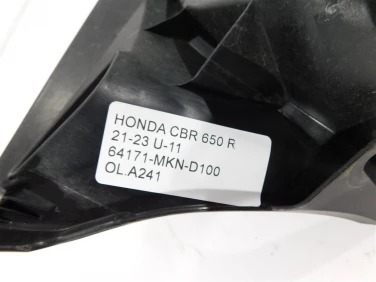 HONDA CBR 650 R
21-23 U-11
64171-MKN-D100
OL.A241